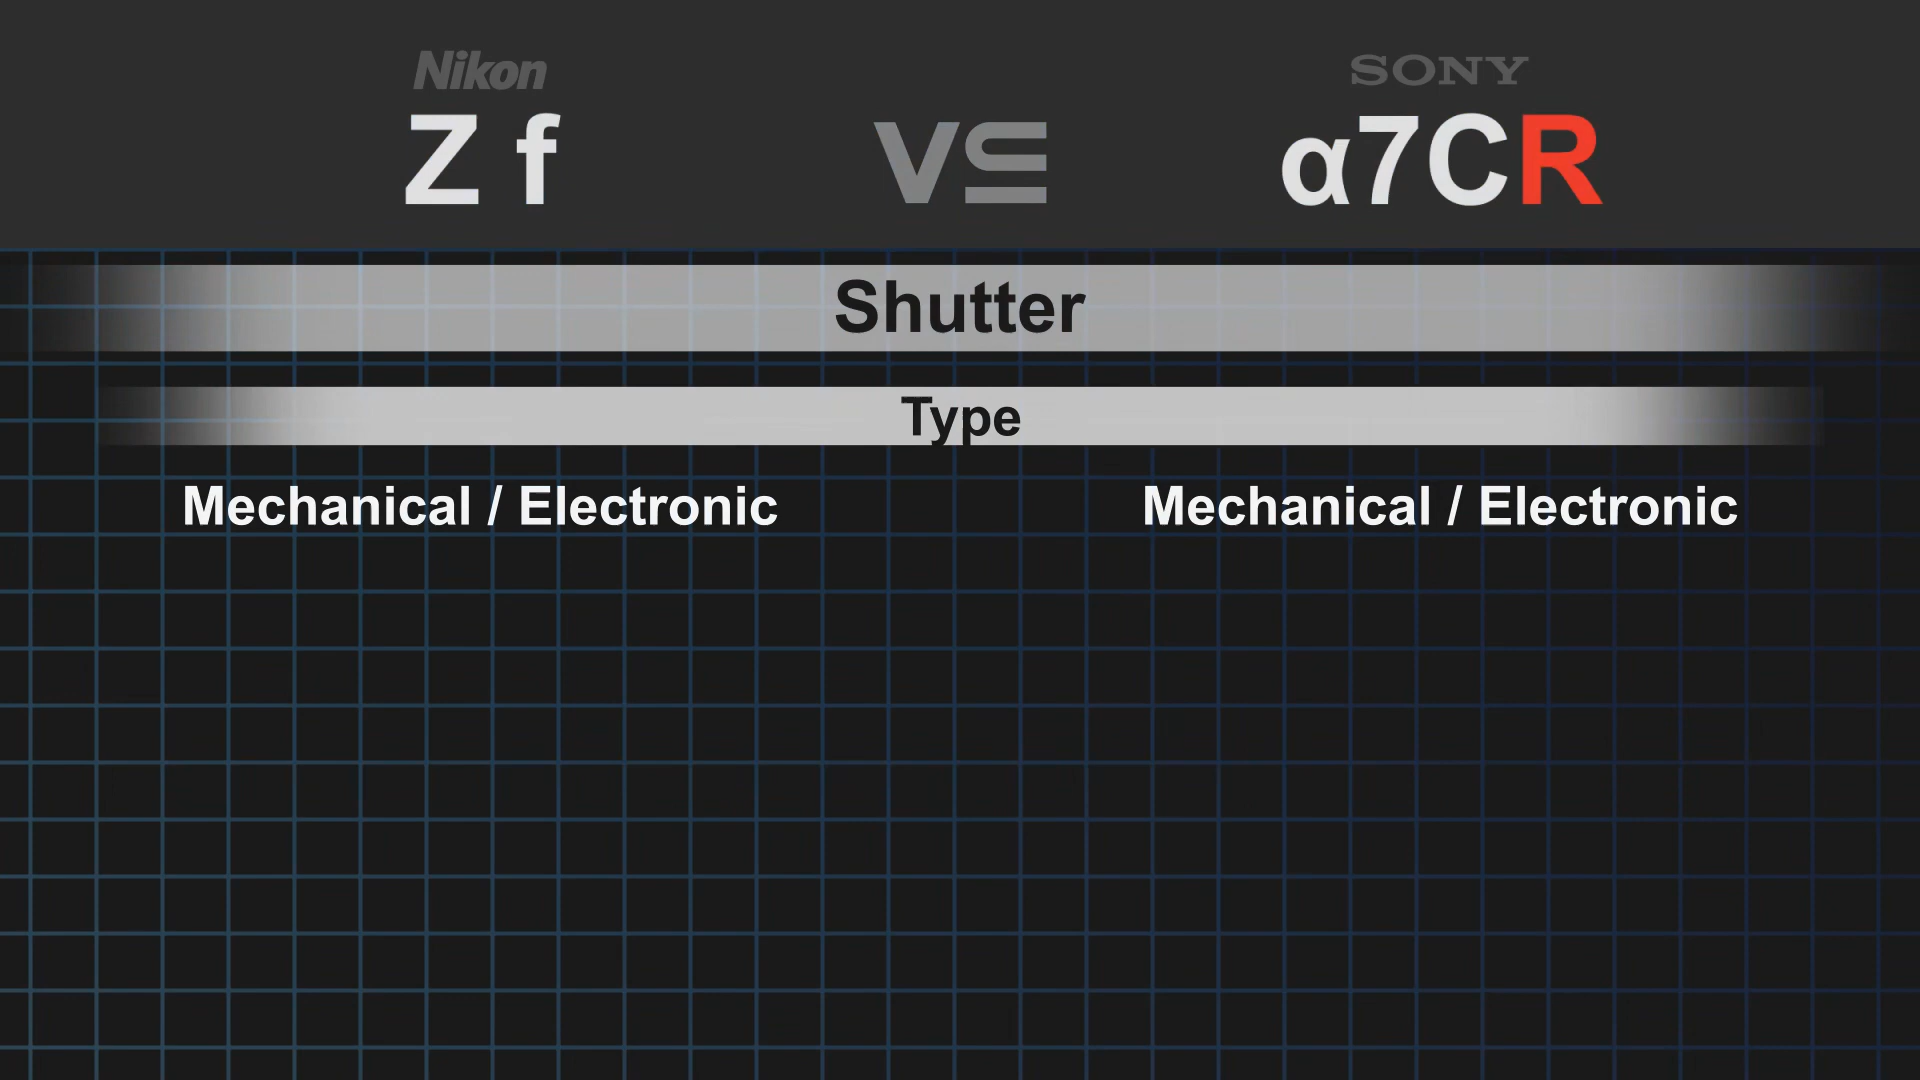 Nikon
Z f
VS
SONY
α7CR
Shutter
Type
Mechanical / Electronic
Mechanical / Electronic